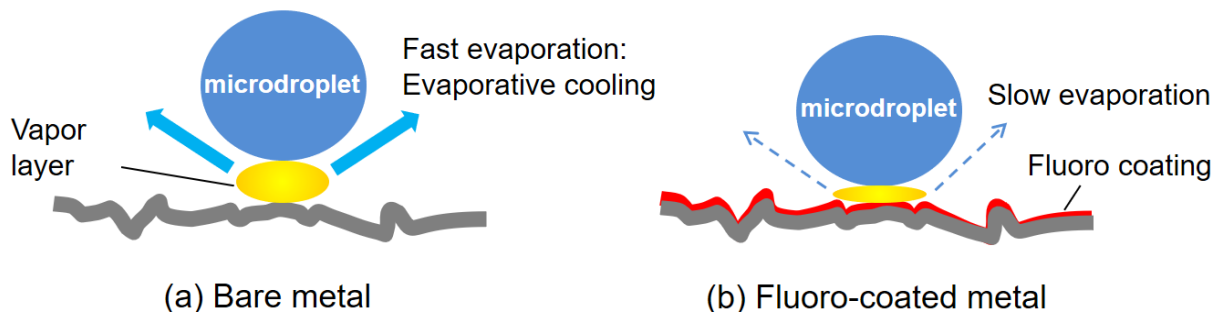 microdroplet
Fast evaporation:
Evaporative cooling
Vapor
layer
(a) Bare metal
microdroplet
Slow evaporation
Fluoro coating
(b) Fluoro-coated metal